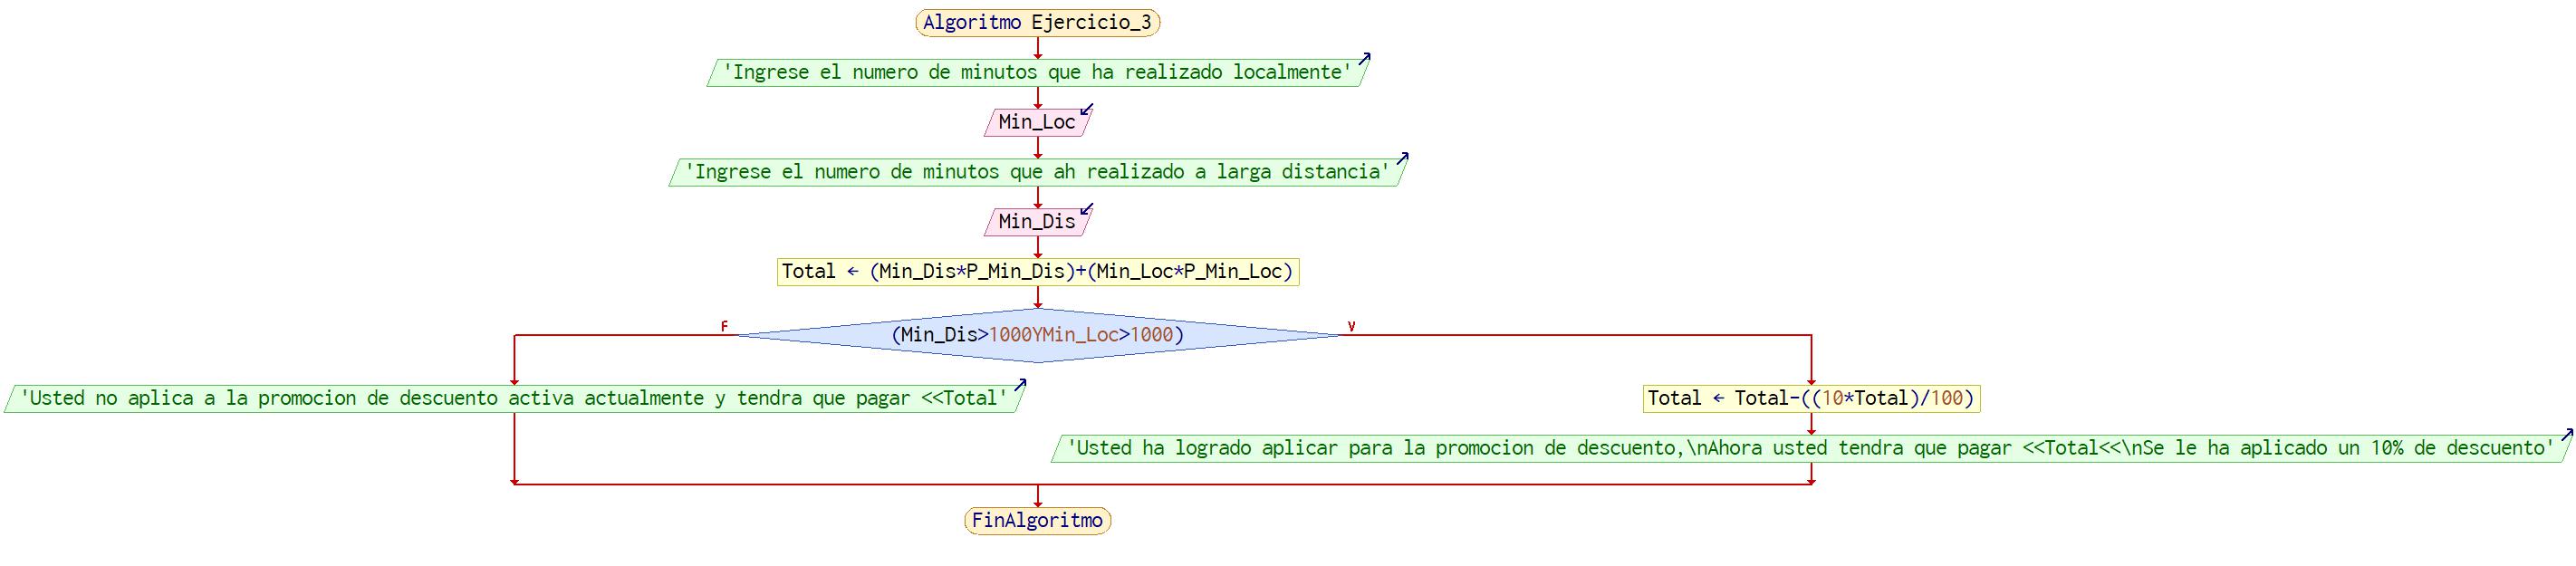 Algoritmo Ejercicio_3
'Ingrese el numero de minutos que ha realizado localmente'
Min_Loc
'Ingrese el numero de minutos que ah realizado a larga distancia'
Min_Dis
Total ← (Min_Dis*P_Min_Dis)+(Min_Loc*P_Min_Loc)
F
(Min_Dis>1000YMin_Loc>1000)
V
'Usted no aplica a la promocion de descuento activa actualmente y tendra que pagar <<Total'
Total ← Total-((10*Total)/100)
'Usted ha logrado aplicar para la promocion de descuento,\nAhora usted tendra que pagar <<Total<<\nSe le ha aplicado un 10% de descuento'
FinAlgoritmo